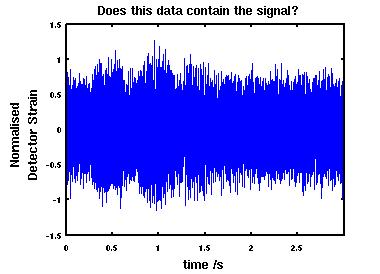 Does this data contain the signal?
1.5
1
0.5
0
-0.5
-1
-1.5
Normalised
Detector Strain
0 0.5 1 1.5 2 2.5
time /s